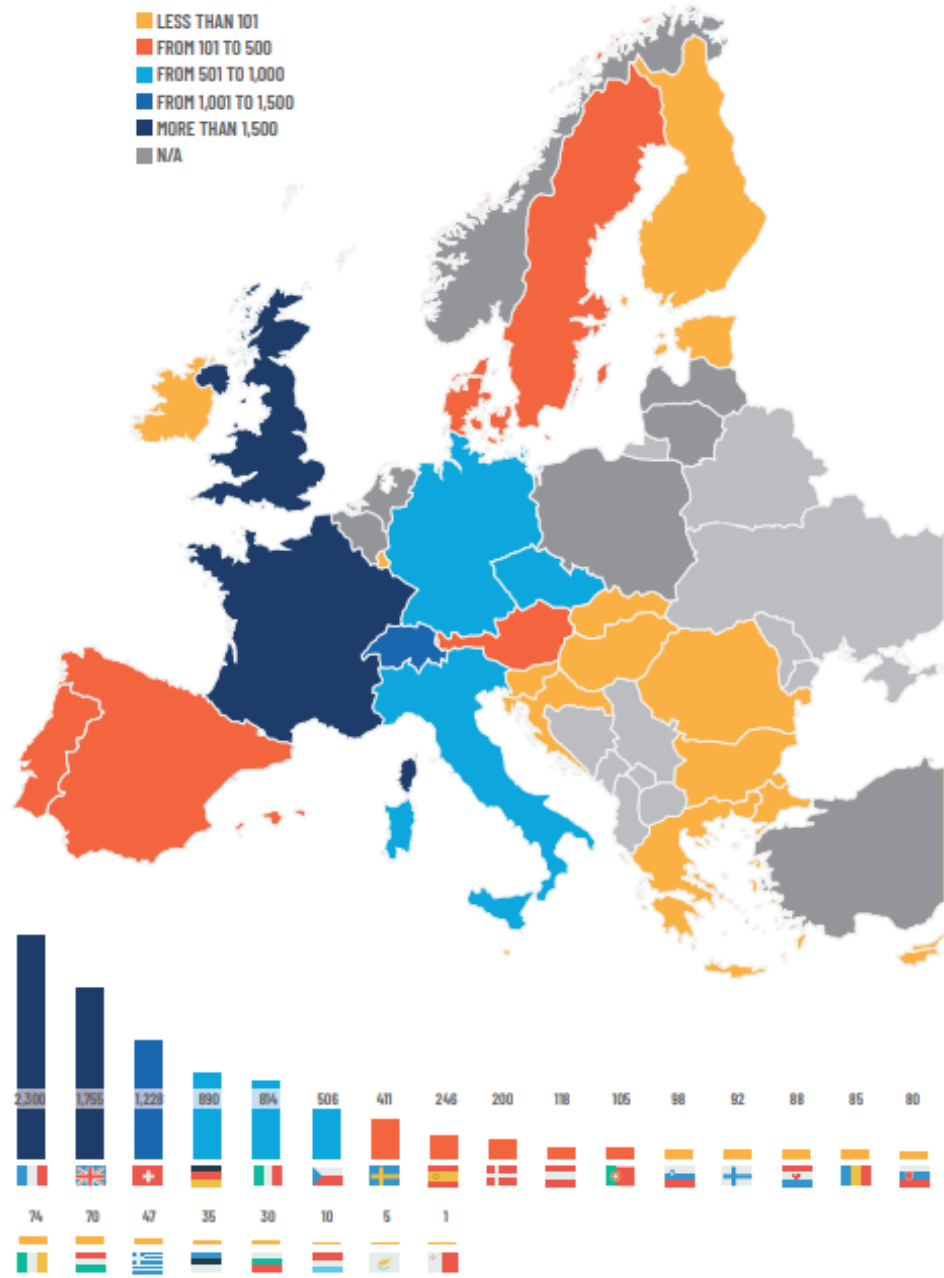 LESS THAN 101
FROM 101 TO 500
FROM 501 TO 1,000
FROM 1,001 TO 1,500
MORE THAN 1,500
N/A
2,300 1,755 1,228 890 814 506 411 246 200 118 105 98 92 88 85 80
74 70 47 35 30 10 5 1